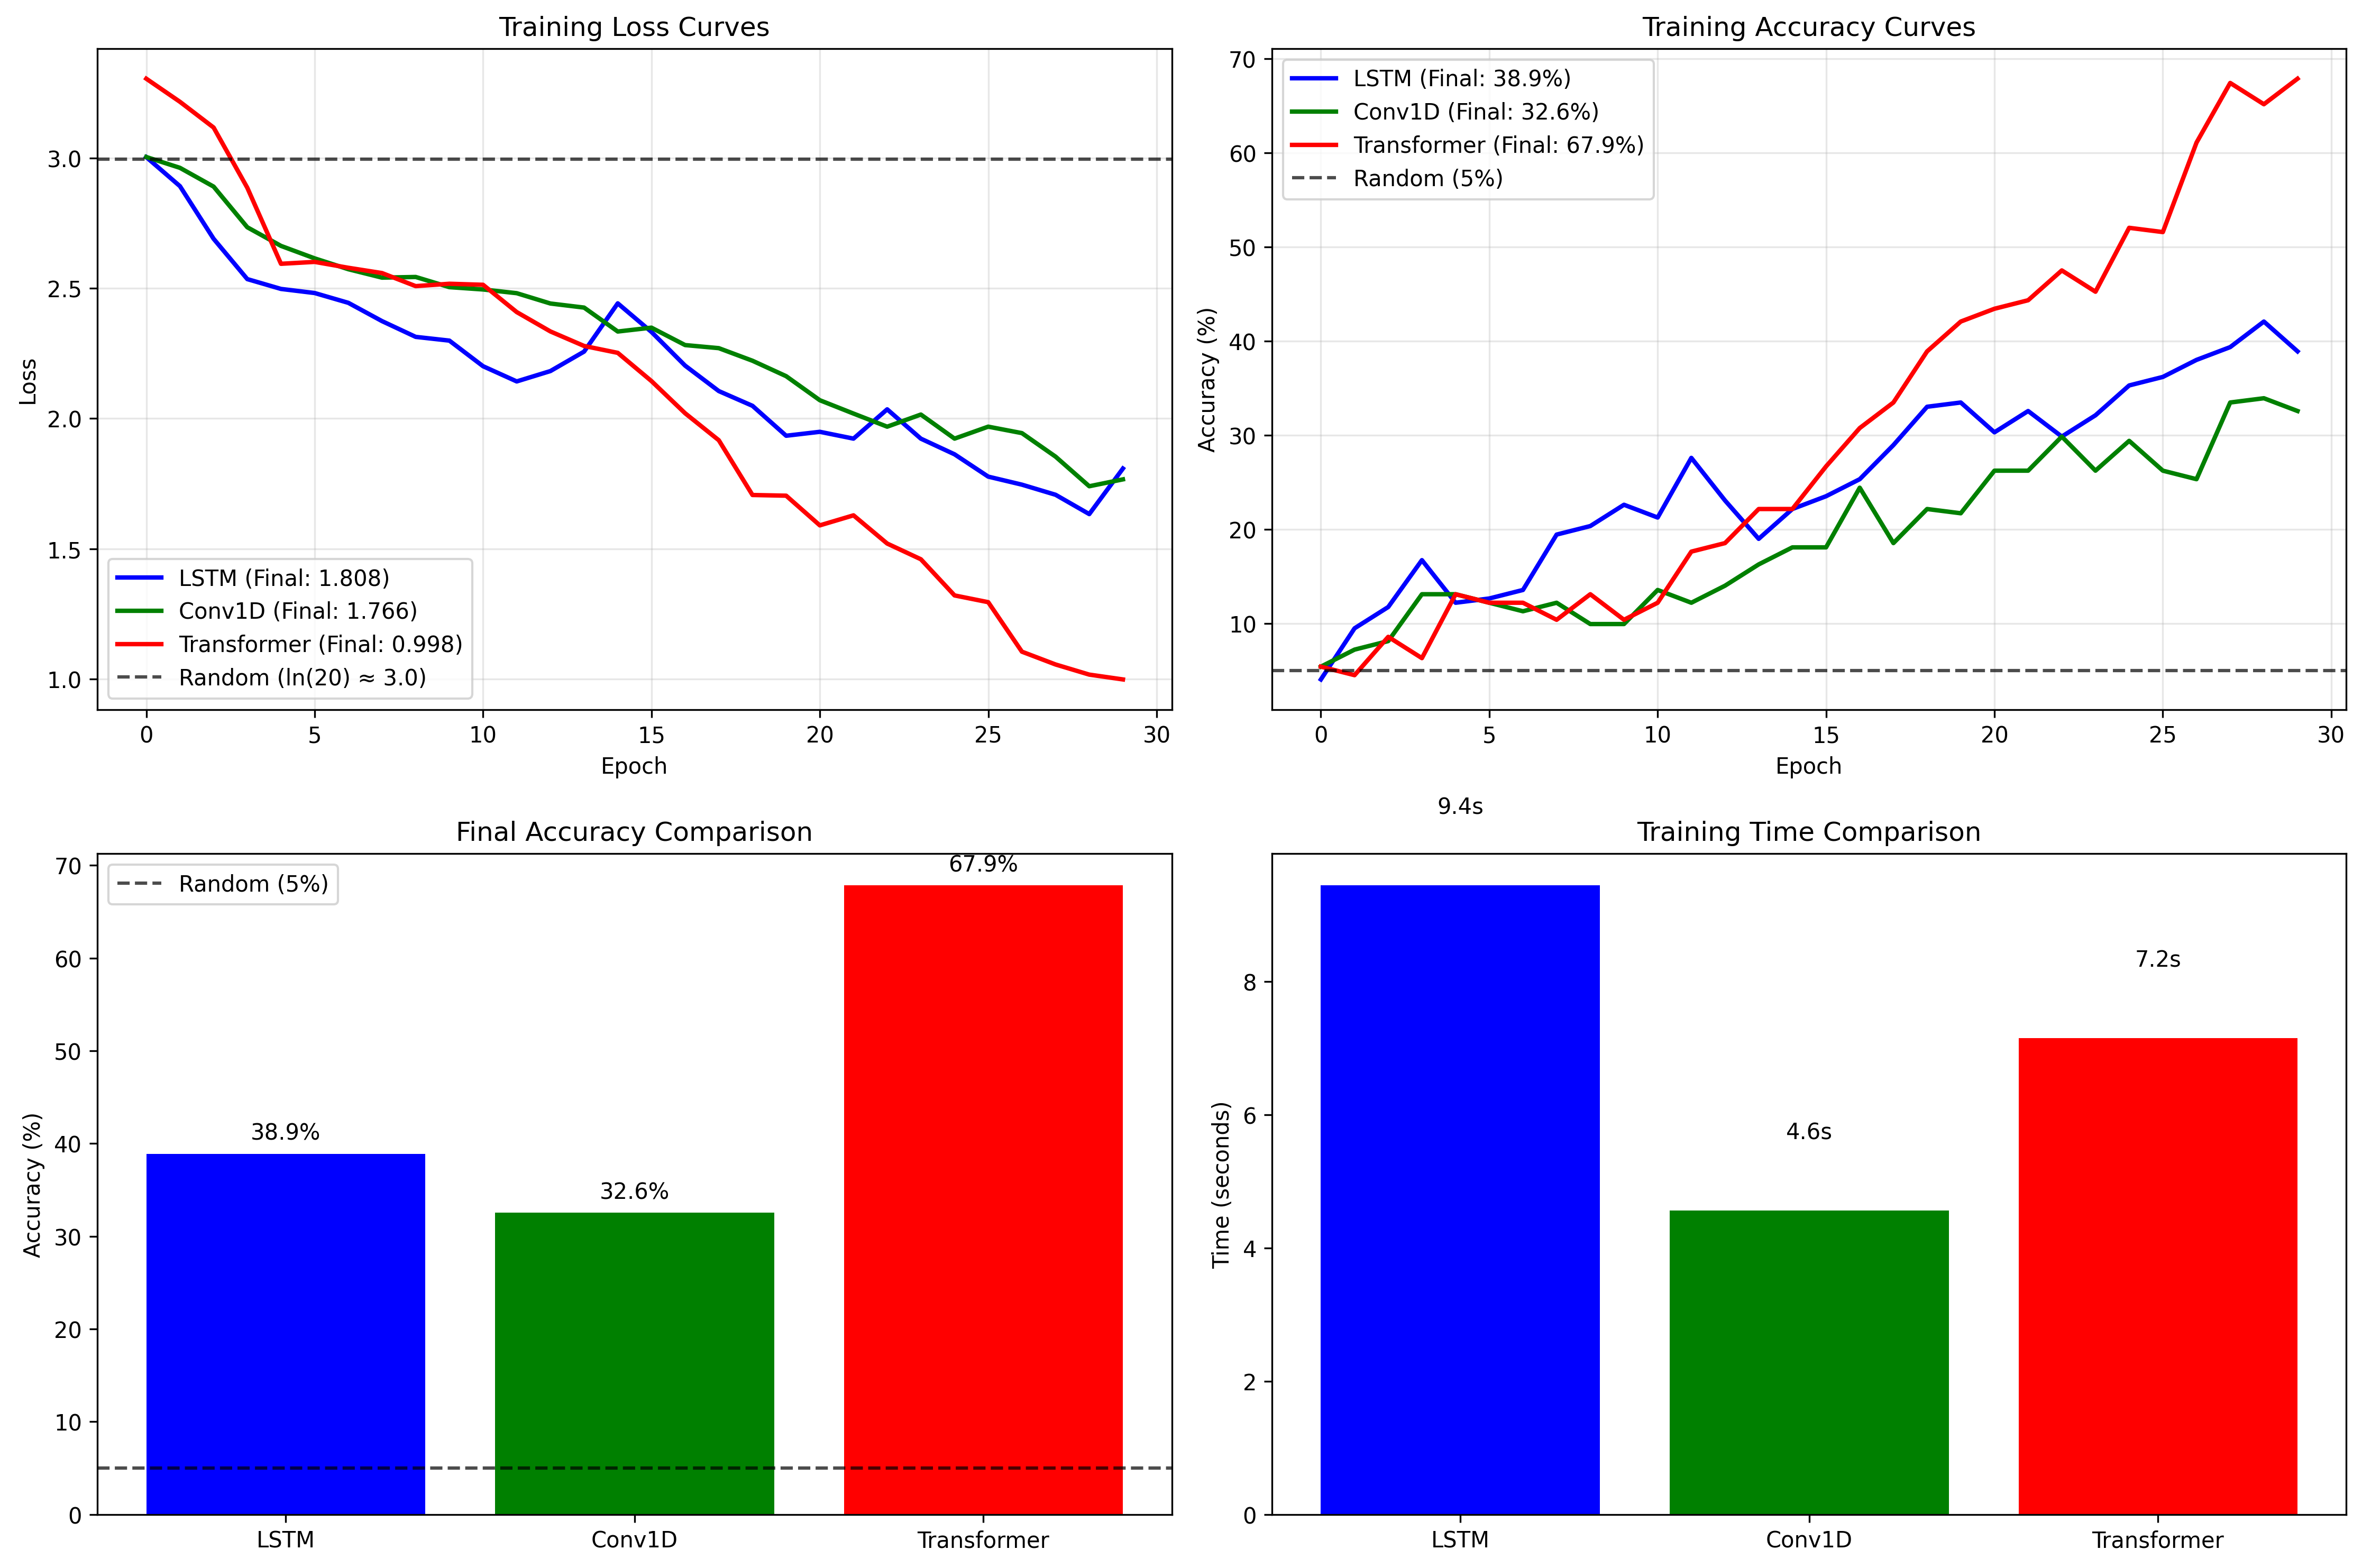 Training Loss Curves
Loss
3.0
2.5
2.0
1.5
1.0
LSTM (Final: 1.808)
Conv1D (Final: 1.766)
Transformer (Final: 0.998)
Random (ln(20) ≈ 3.0)
0 5 10 15 20 25 30
Epoch
Training Accuracy Curves
Accuracy (%)
70
60
50
40
30
20
10
LSTM (Final: 38.9%)
Conv1D (Final: 32.6%)
Transformer (Final: 67.9%)
Random (5%)
0 5 10 15 20 25 30
Epoch
Final Accuracy Comparison
Accuracy (%)
70
60
50
40
30
20
10
0
Random (5%)
38.9%
32.6%
67.9%
LSTM Conv1D Transformer
Training Time Comparison
Time (seconds)
8
6
4
2
0
9.4s
4.6s
7.2s
LSTM Conv1D Transformer